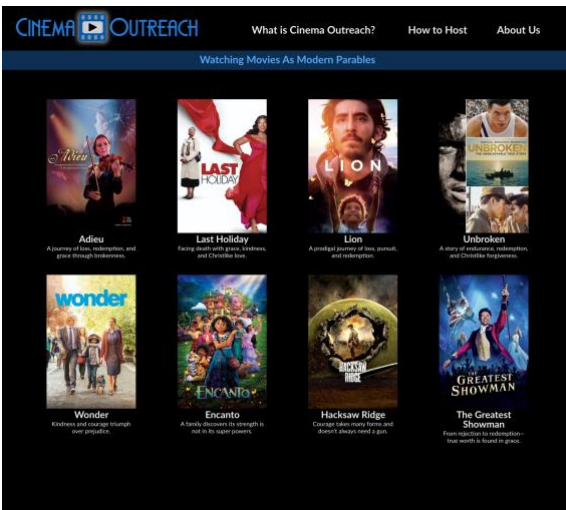 CINEMA OUTREACH
What is Cinema Outreach?
How to Host
About Us
Watching Movies As Modern Parables
Adieu
LAST
HOLIDAY
LION
UNBROKEN
Adieu
A journey of loss, redemption, and
grace through brokenness.
Last Holiday
Facing death with grace, kindness,
and Christlike love.
Lion
A prodigal journey of loss, pursuit,
and redemption.
Unbroken
A story of endurance, redemption,
and Christlike forgiveness.
wonder
ENCANTO
HACKSAW
RIDGE
THE
GREATEST
SHOWMAN
Wonder
Kindness and courage triumph
over prejudice.
Encanto
A family discovers its strength is
not in its super powers.
Hacksaw Ridge
Courage takes many forms and
doesn't always need a gun.
The Greatest
Showman
From rejection to redemption—
true worth is found in grace.